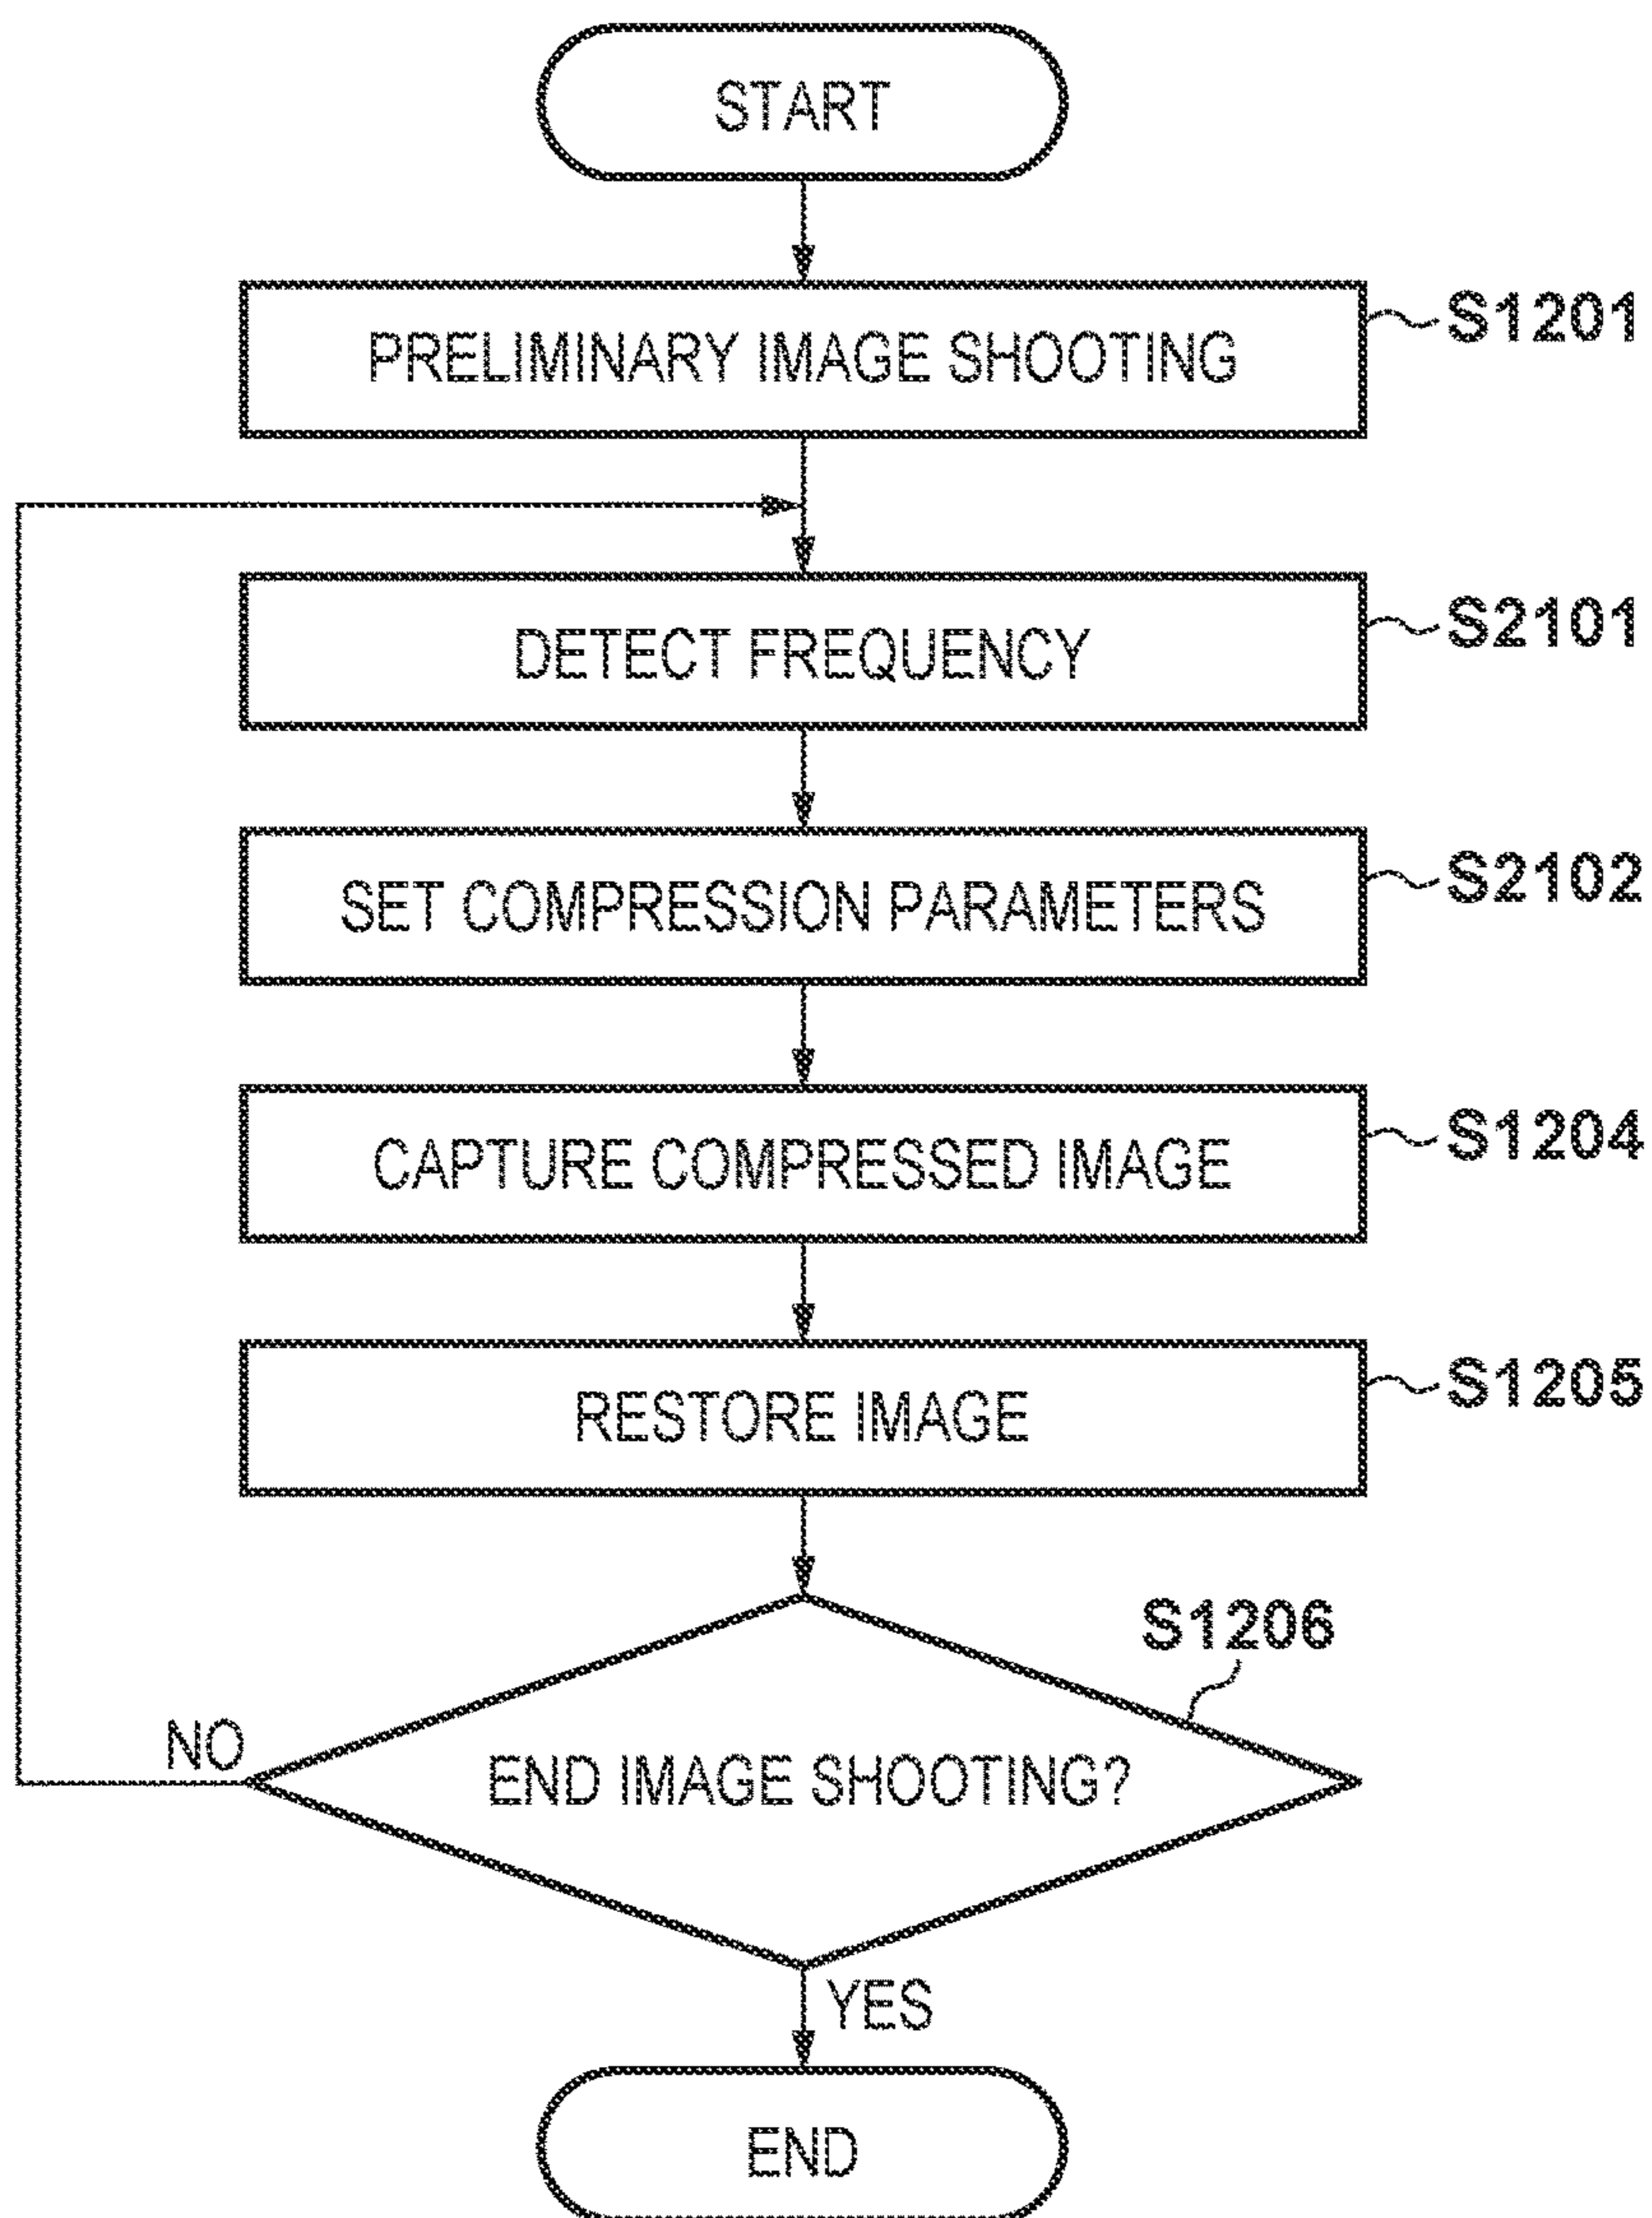 START
PRELIMINARY IMAGE SHOOTING
S1201
DETECT FREQUENCY
S2101
SET COMPRESSION PARAMETERS
S2102
CAPTURE COMPRESSED IMAGE
S1204
RESTORE IMAGE
S1205
S1206
NO
END IMAGE SHOOTING?
YES
END